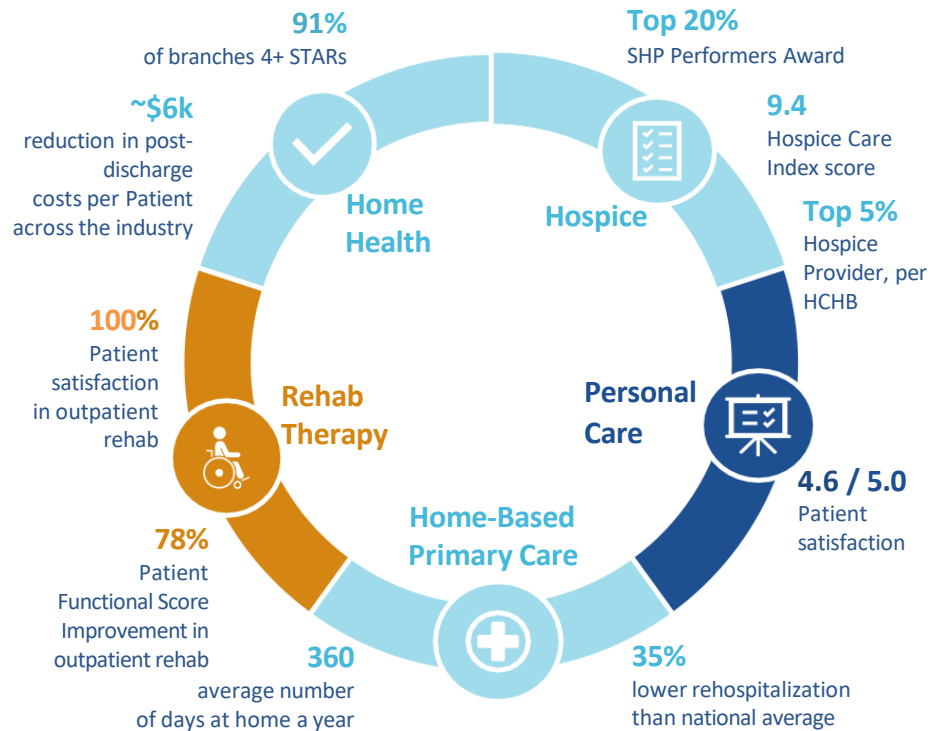 91%
of branches 4+ STARs
~$6k
reduction in post-
discharge
costs per Patient
across the industry
Home
Health
Top 20%
SHP Performers Award
9.4
Hospice Care
Index score
Top 5%
Hospice
Provider, per
HCHB
Hospice
100%
Patient
satisfaction
in outpatient
rehab
Rehab
Therapy
78%
Patient
Functional Score
Improvement in
outpatient rehab
Personal
Care
4.6 / 5.0
Patient
satisfaction
Home-Based
Primary Care
360
average number
of days at home a year
35%
lower rehospitalization
than national average